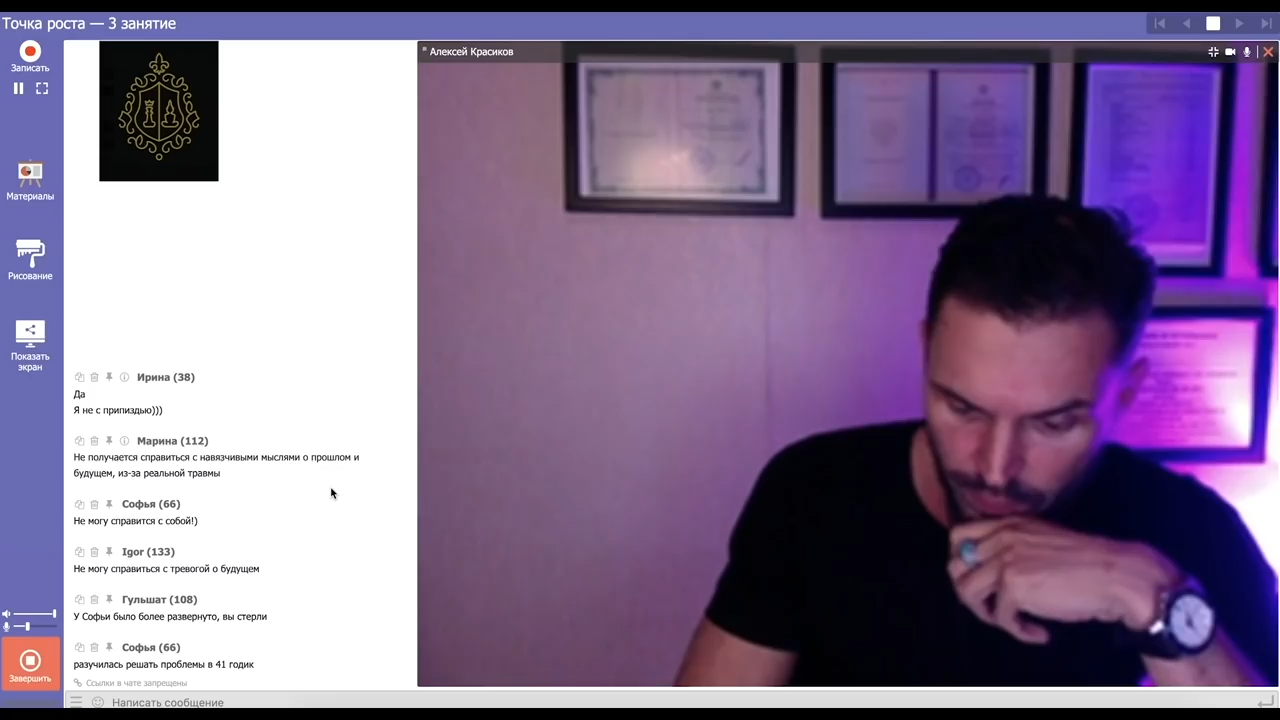 Точка роста — 3 занятие
Записать
Материалы
Рисование
Показать
экран
Завершить
Алексей Красиков
Ирина (38)
Да
Я не с припиздью)))
Марина (112)
Не получается справиться с навязчивыми мыслями о прошлом и
будущем, из-за реальной травмы
Софья (66)
Не могу справится с собой!)
Igor (133)
Не могу справиться с тревогой о будущем
Гульшат (108)
У Софьи было более развернуто, вы стерли
Софья (66)
разучилась решать проблемы в 41 годик
Ссылки в чате запрещены
Написать сообщение